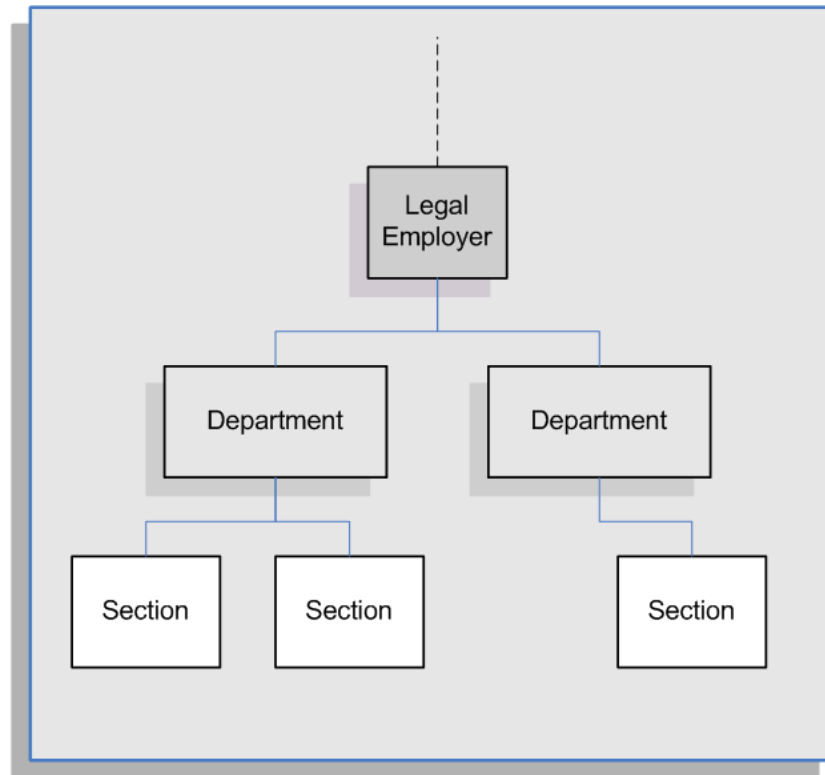 Legal
Employer
Department
Department
Section
Section
Section